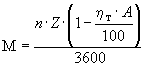 M = n · Z · ( 1 − η_T · A / 100 ) / 3600